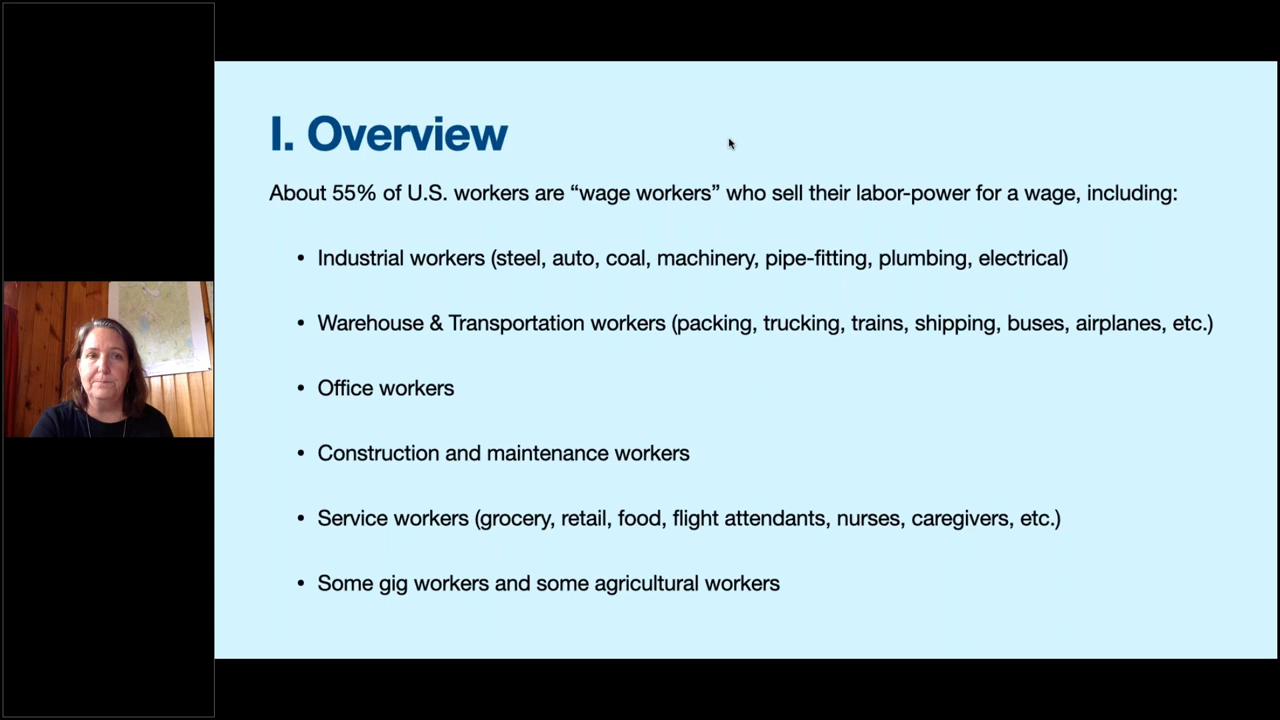 I. Overview
About 55% of U.S. workers are “wage workers” who sell their labor-power for a wage, including:
• Industrial workers (steel, auto, coal, machinery, pipe-fitting, plumbing, electrical)
• Warehouse & Transportation workers (packing, trucking, trains, shipping, buses, airplanes, etc.)
• Office workers
• Construction and maintenance workers
• Service workers (grocery, retail, food, flight attendants, nurses, caregivers, etc.)
• Some gig workers and some agricultural workers